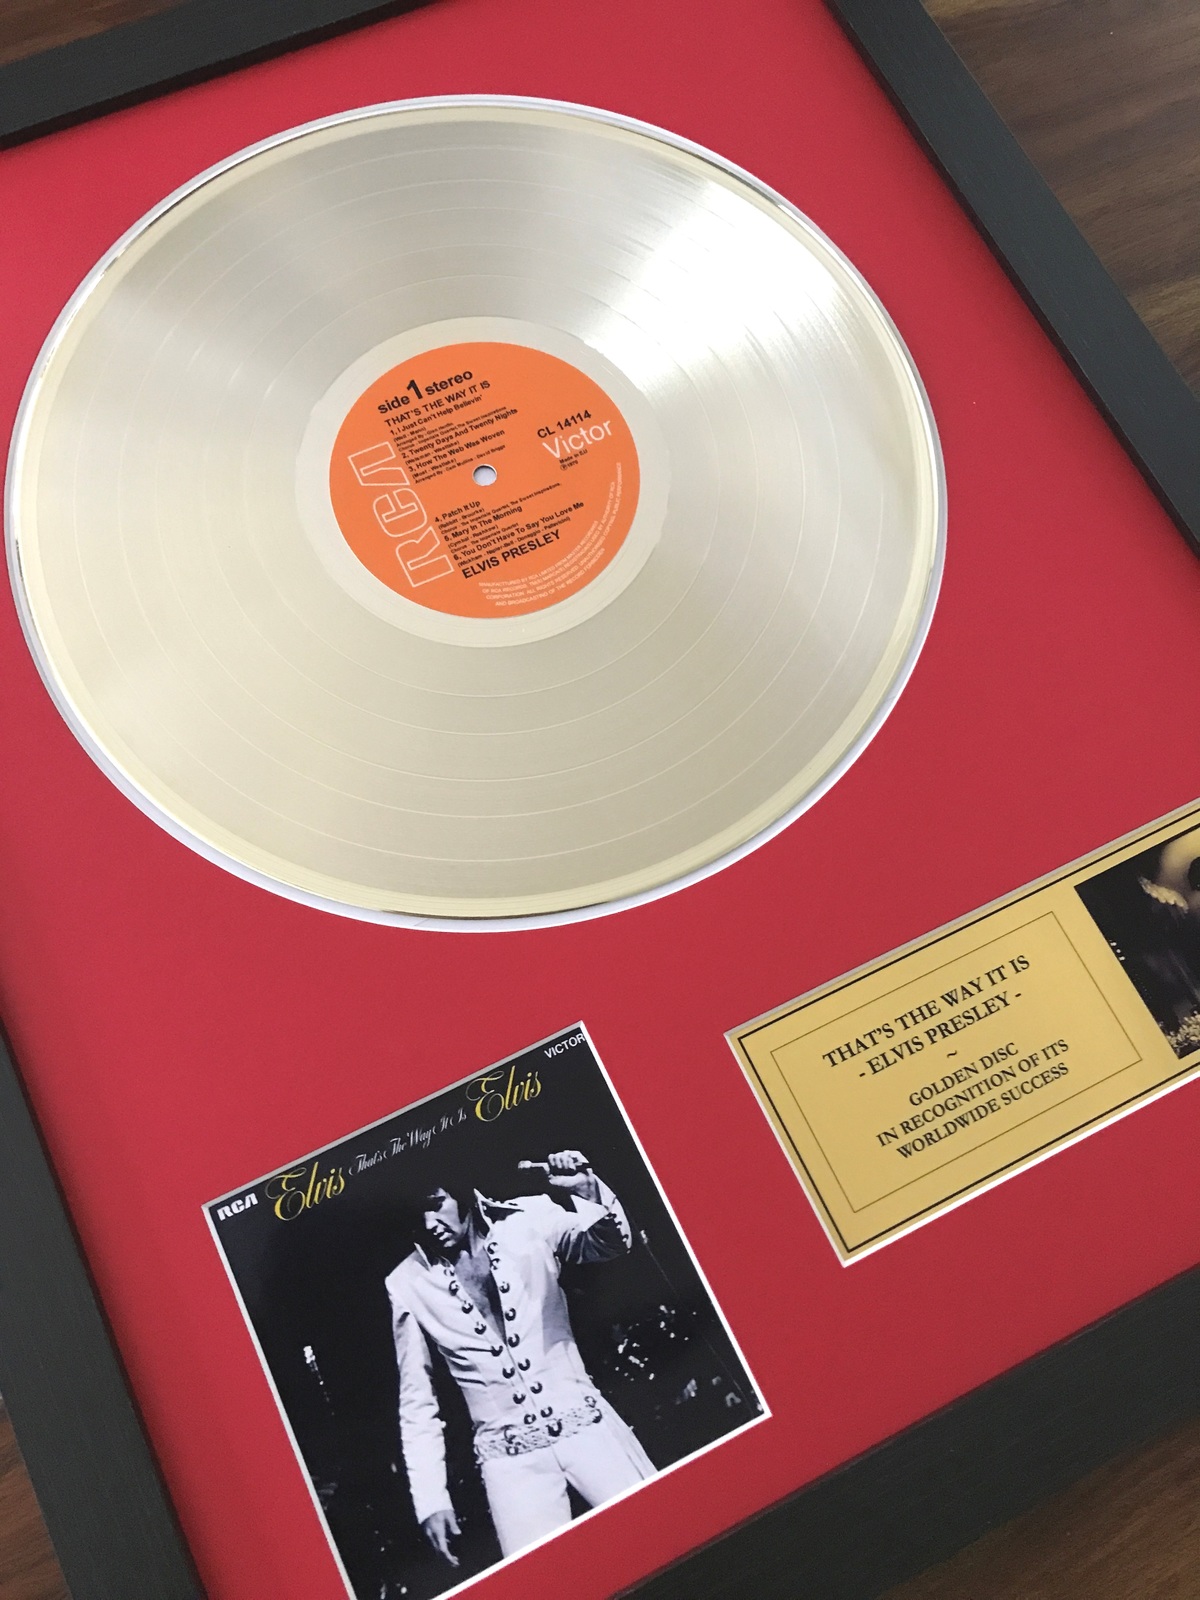 side 1 stereo
THAT'S THE WAY IT IS
1. I Just Can't Help Believin'
2. Twenty Days And Twenty Nights
3. How The Web Was Woven
RCA
CL 14114
Victor
Made in EU
4. Patch It Up
5. Mary In The Morning
6. You Don't Have To Say You Love Me
ELVIS PRESLEY
THAT'S THE WAY IT IS
- ELVIS PRESLEY -
~
GOLDEN DISC
IN RECOGNITION OF ITS
WORLDWIDE SUCCESS
RCA
VICTOR
Elvis That's The Way It Is Elvis